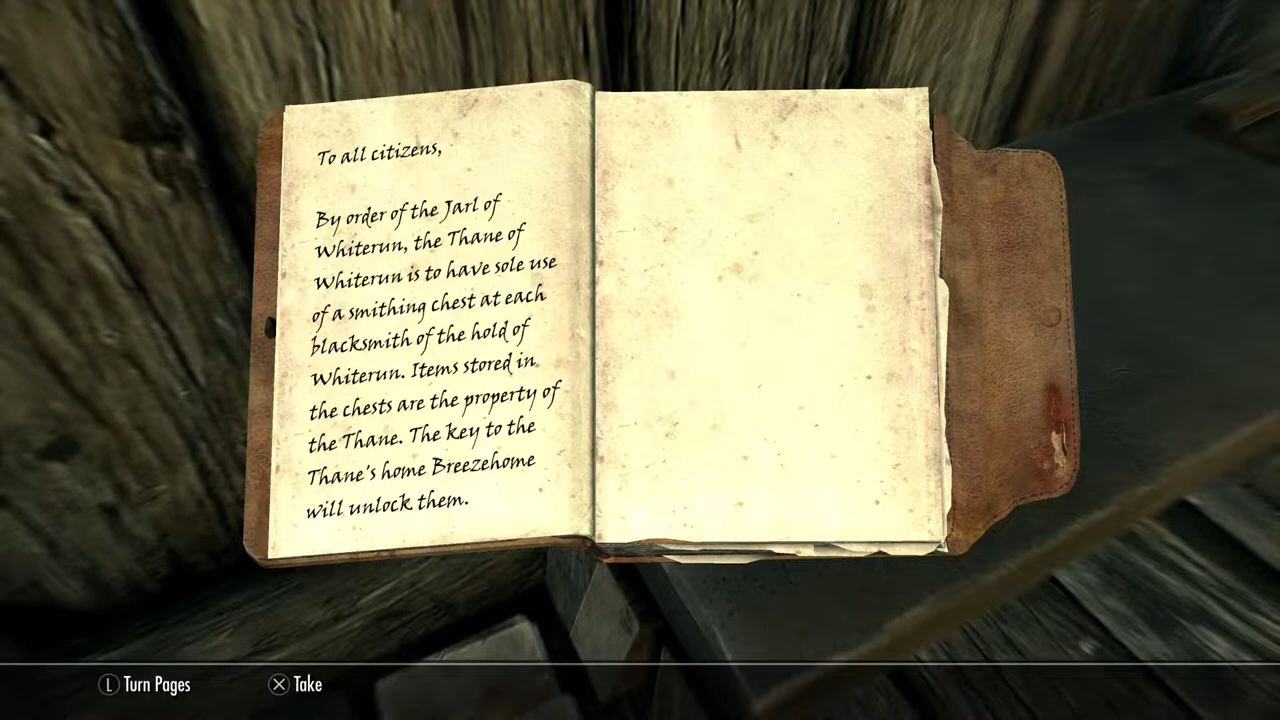 To all citizens,
By order of the Jarl of
Whiterun, the Thane of
Whiterun is to have sole use
of a smithing chest at each
blacksmith of the hold of
Whiterun. Items stored in
the chests are the property of
the Thane. The key to the
Thane's home Breezehome
will unlock them.
L Turn Pages
X Take